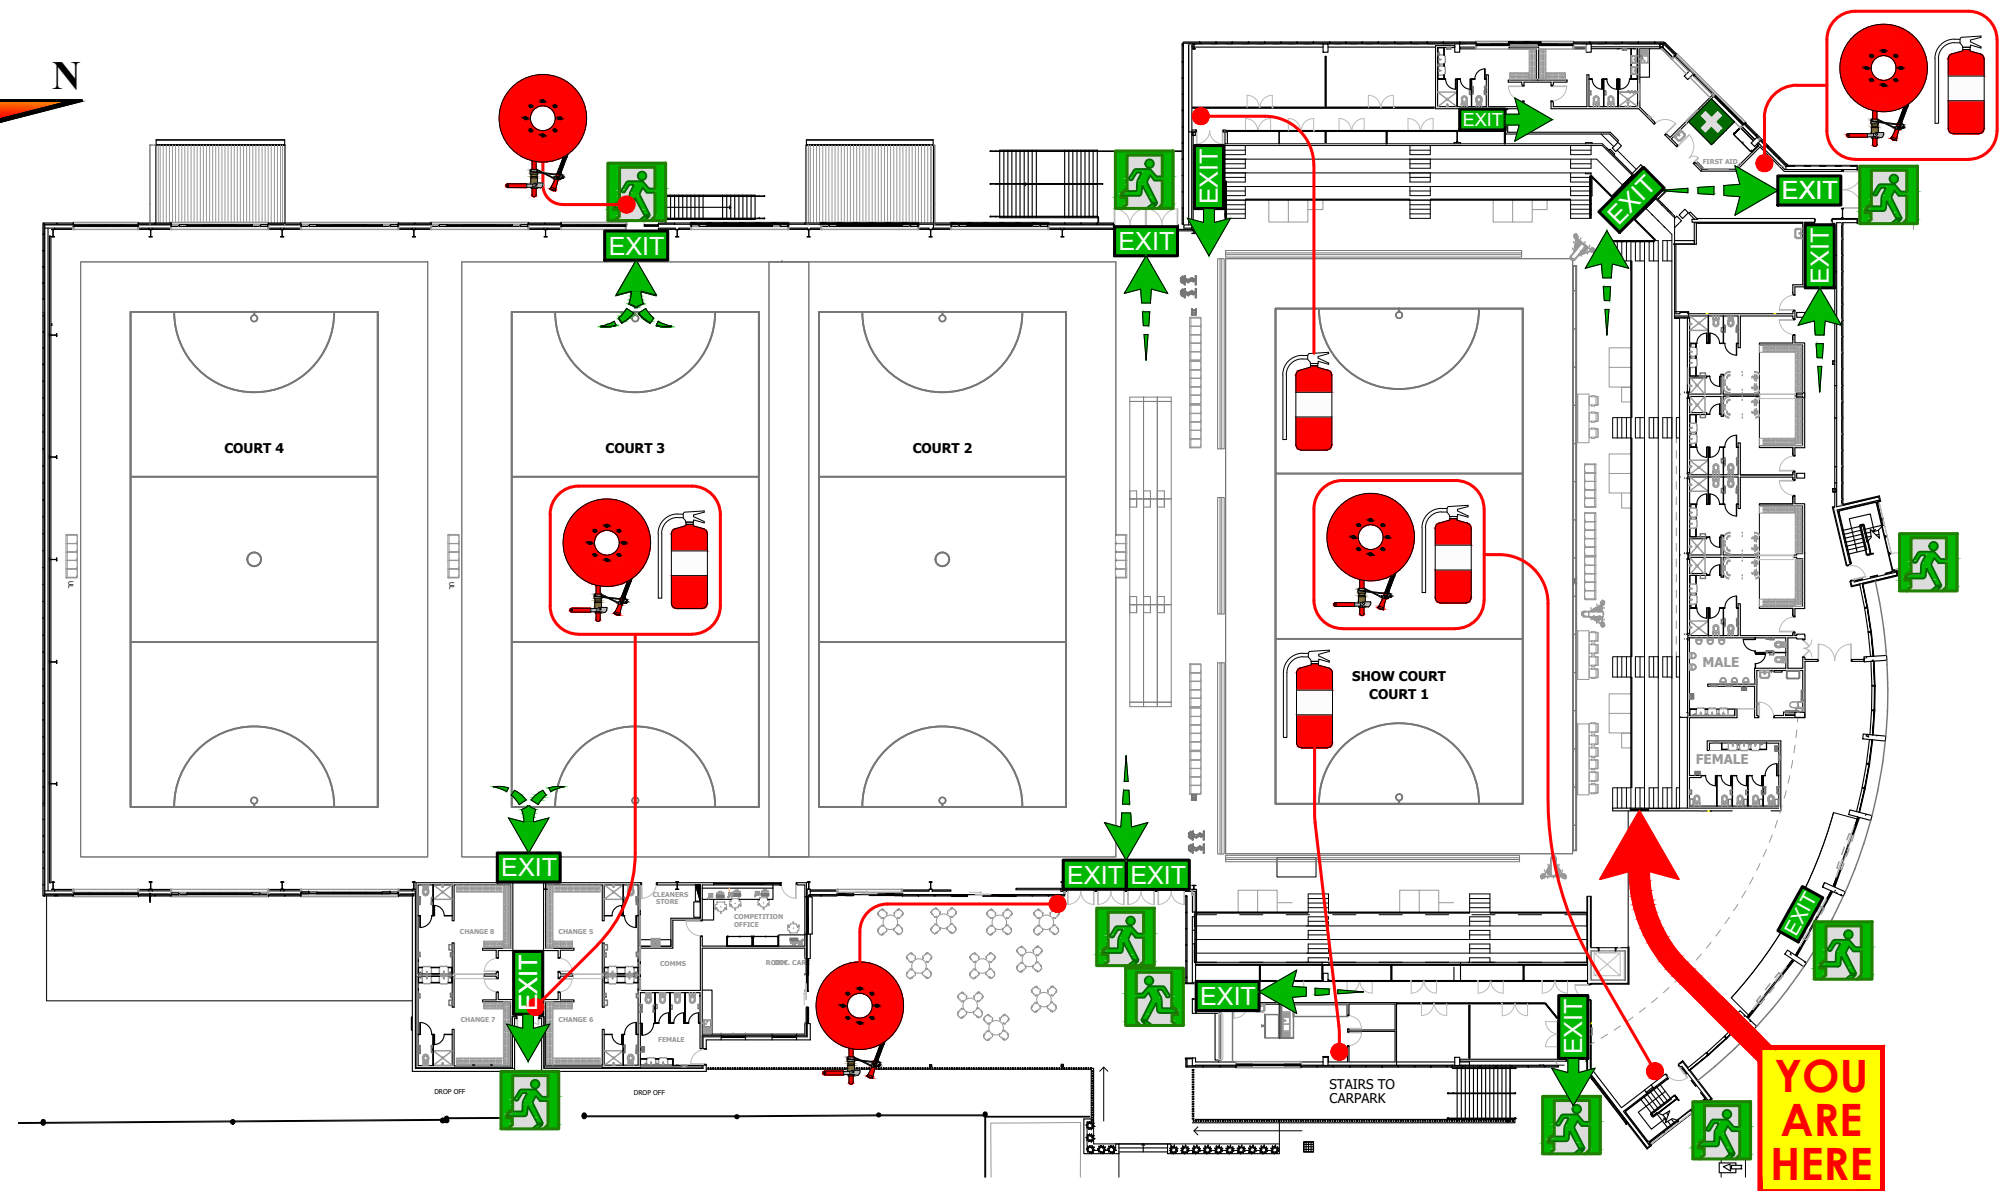 N
EXIT
EXIT
FIRST AID
EXIT
EXIT
EXIT
EXIT
EXIT
COURT 4
COURT 3
COURT 2
MALE
SHOW COURT
COURT 1
FEMALE
EXIT
EXIT
EXIT
CLEANERS
STORE
COMPETITION
OFFICE
EXIT
CHANGE 8
CHANGE 5
COMMS
EXIT
EXIT
EXIT
CHANGE 7
CHANGE 6
FEMALE
DROP OFF
DROP OFF
STAIRS TO
CARPARK
YOU
ARE
HERE